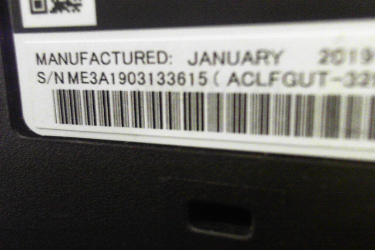 MANUFACTURED: JANUARY 2019
S/N ME3A1903133615 ( ACLFGUT-32